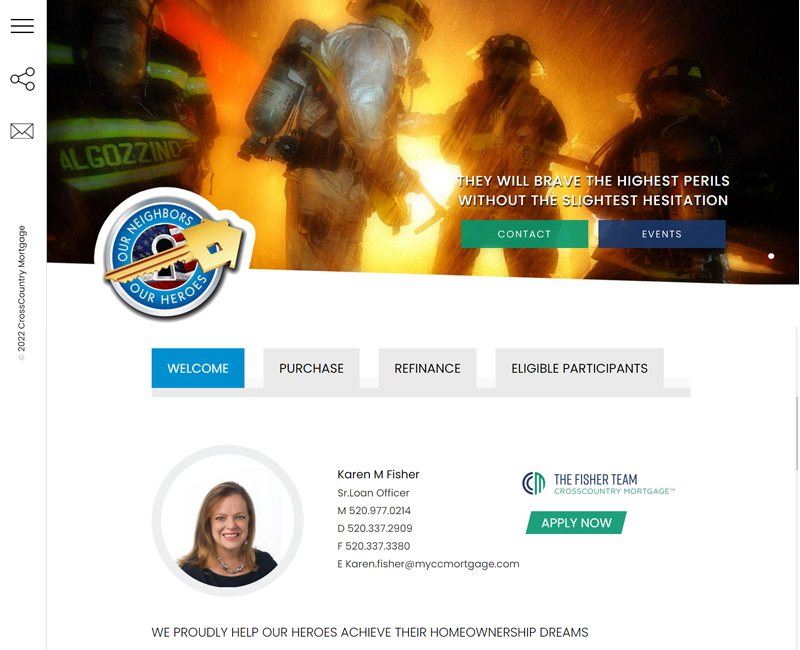 ALGOZZINO
THEY WILL BRAVE THE HIGHEST PERILS
WITHOUT THE SLIGHTEST HESITATION
CONTACT
EVENTS
OUR NEIGHBORS
OUR HEROES
© 2022 CrossCountry Mortgage
WELCOME
PURCHASE
REFINANCE
ELIGIBLE PARTICIPANTS
Karen M Fisher
Sr.Loan Officer
M 520.977.0214
D 520.337.2909
F 520.337.3380
E Karen.fisher@myccmortgage.com
THE FISHER TEAM
CROSSCOUNTRY MORTGAGE™
APPLY NOW
WE PROUDLY HELP OUR HEROES ACHIEVE THEIR HOMEOWNERSHIP DREAMS